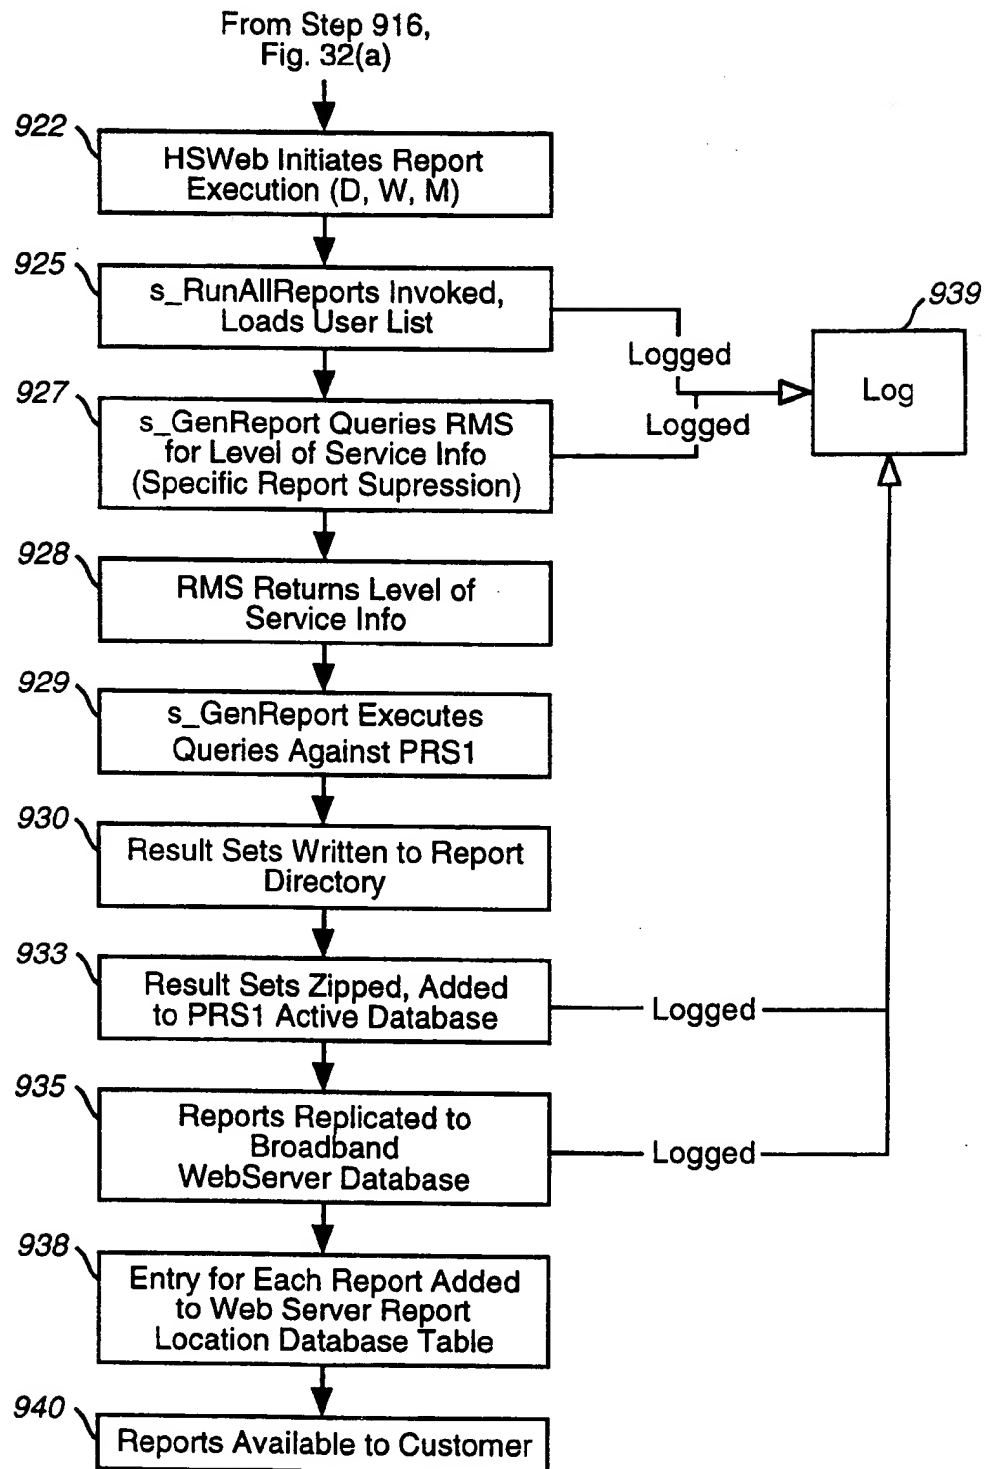 From Step 916,
Fig. 32(a)
922
HSWeb Initiates Report
Execution (D, W, M)
925
s_RunAllReports Invoked,
Loads User List
Logged
939
Log
927
s_GenReport Queries RMS
for Level of Service Info
(Specific Report Supression)
Logged
928
RMS Returns Level of
Service Info
929
s_GenReport Executes
Queries Against PRS1
930
Result Sets Written to Report
Directory
933
Result Sets Zipped, Added
to PRS1 Active Database
Logged
935
Reports Replicated to
Broadband
WebServer Database
Logged
938
Entry for Each Report Added
to Web Server Report
Location Database Table
940
Reports Available to Customer